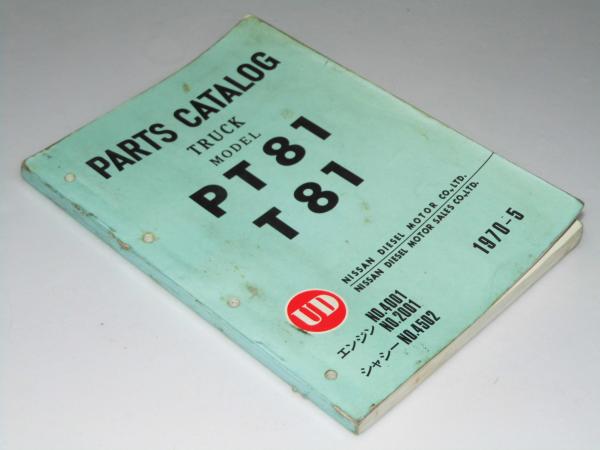 PARTS CATALOG
TRUCK
MODEL
PT81
T81
NISSAN DIESEL MOTOR CO.,LTD.
NISSAN DIESEL MOTOR SALES CO.,LTD.
1970-5
UD
エンジン NO.4001
NO.2001
シャシー NO.4502